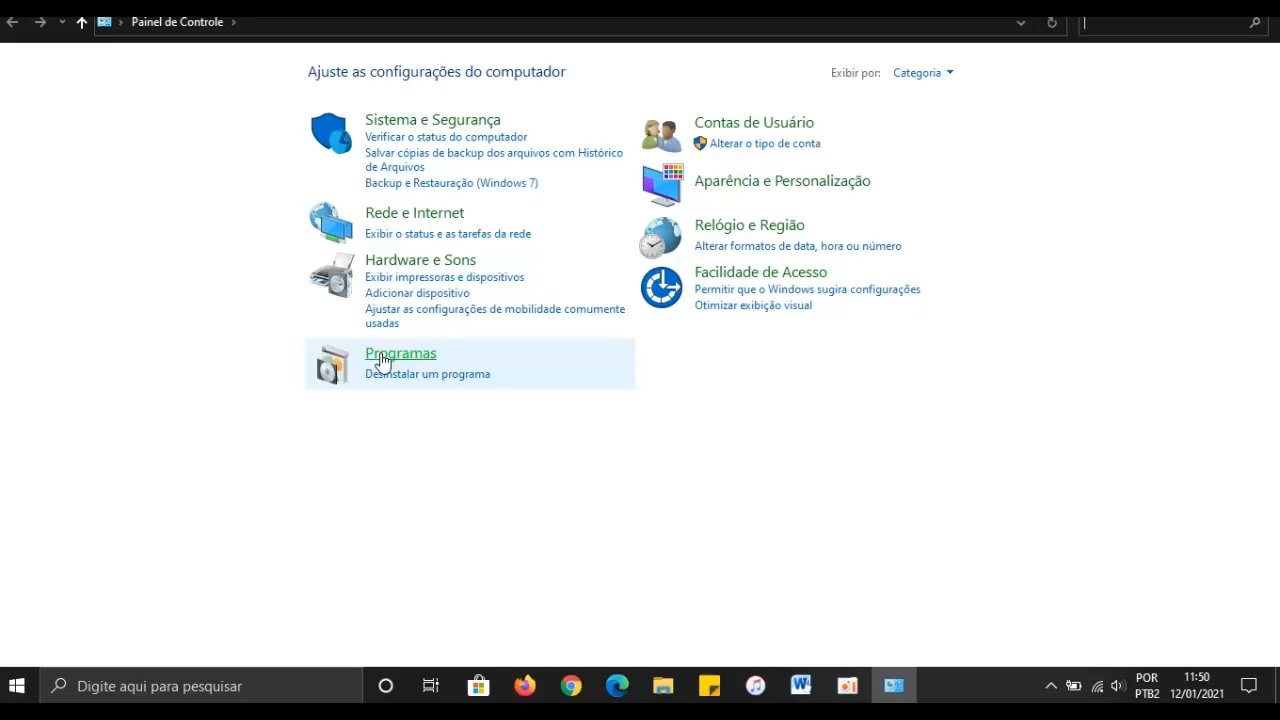 Painel de Controle
Ajuste as configurações do computador
Exibir por: Categoria
Sistema e Segurança
Verificar o status do computador
Salvar cópias de backup dos arquivos com Histórico
de Arquivos
Backup e Restauração (Windows 7)
Rede e Internet
Exibir o status e as tarefas da rede
Hardware e Sons
Exibir impressoras e dispositivos
Adicionar dispositivo
Ajustar as configurações de mobilidade comumente
usadas
Programas
Desinstalar um programa
Contas de Usuário
Alterar o tipo de conta
Aparência e Personalização
Relógio e Região
Alterar formatos de data, hora ou número
Facilidade de Acesso
Permitir que o Windows sugira configurações
Otimizar exibição visual
Digite aqui para pesquisar
POR
PTB2
11:50
12/01/2021